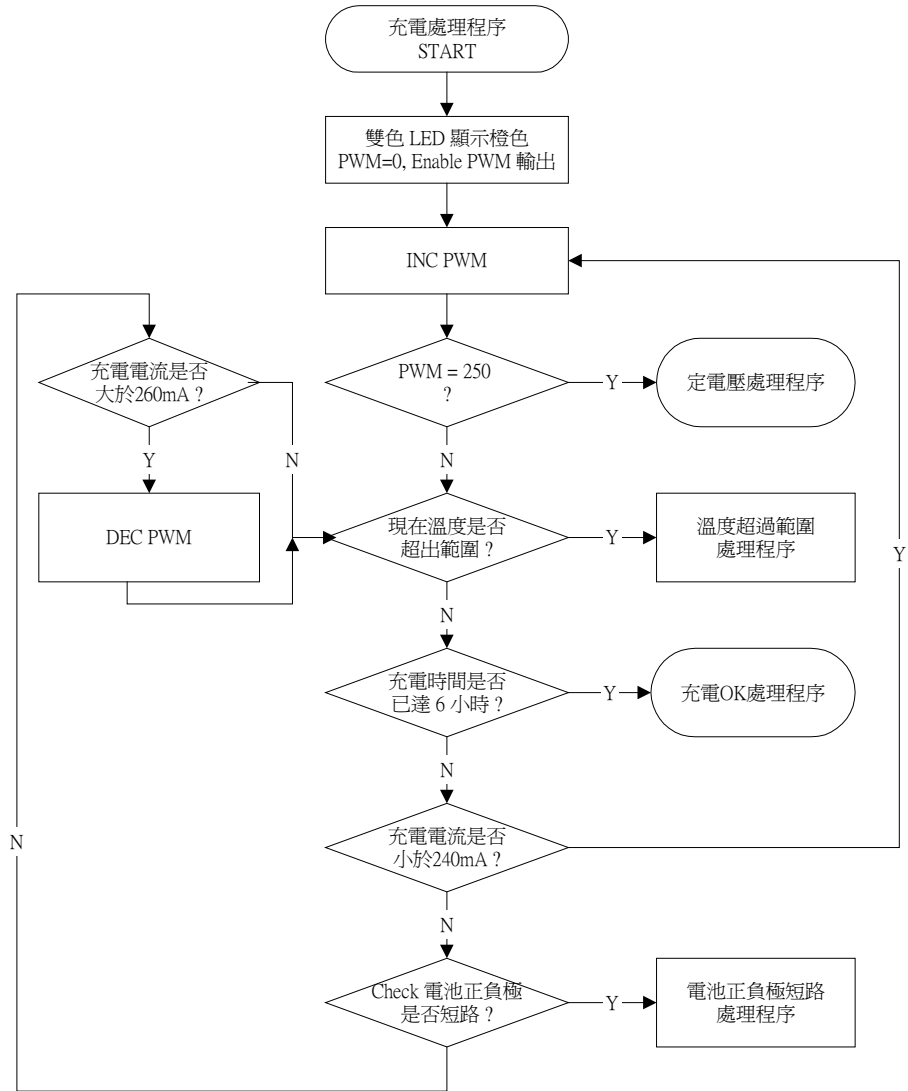 充電處理程序
START
雙色 LED 顯示橙色
PWM=0, Enable PWM 輸出
INC PWM
充電電流是否
大於260mA ?
PWM = 250
?
Y
定電壓處理程序
Y
N
N
DEC PWM
現在溫度是否
超出範圍 ?
Y
溫度超過範圍
處理程序
Y
N
充電時間是否
已達 6 小時 ?
Y
充電OK處理程序
N
N
充電電流是否
小於240mA ?
N
Check 電池正負極
是否短路 ?
Y
電池正負極短路
處理程序